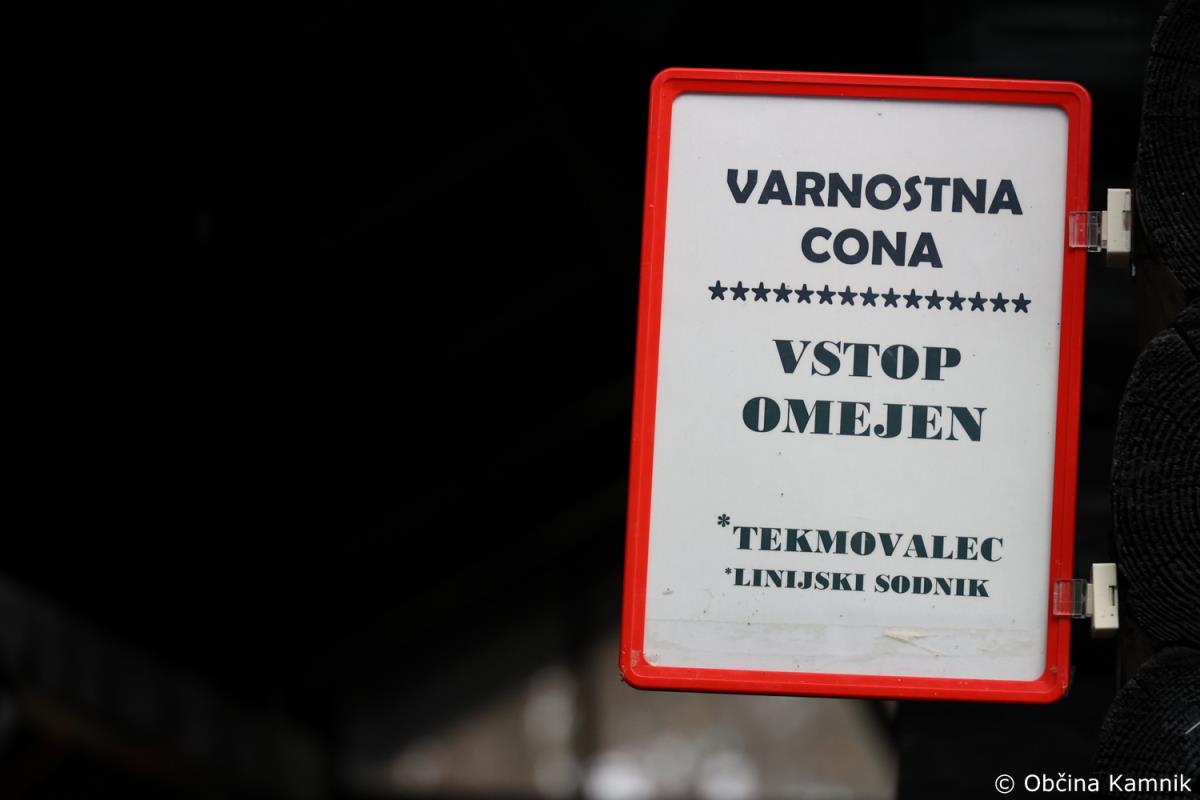 VARNOSTNA
CONA
***************
VSTOP
OMEJEN
*TEKMOVALEC
*LINIJSKI SODNIK
© Občina Kamnik